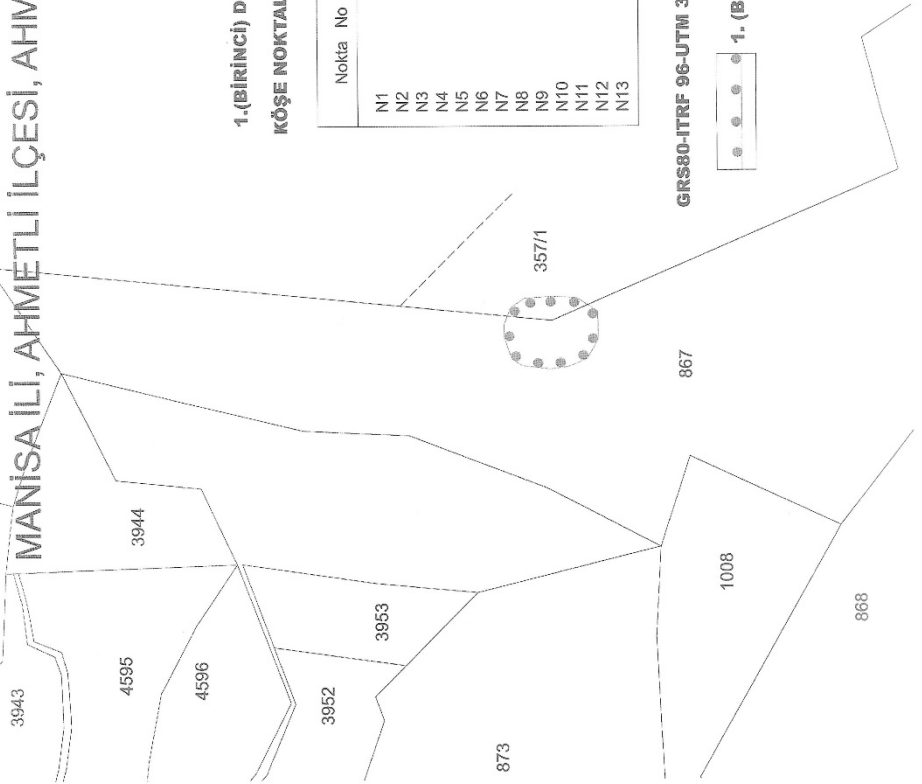 MANİSA İLİ, AHMETLİ İLÇESİ, AHM
1.(BİRİNCİ) D
KÖŞE NOKTAL
Nokta No
N1
N2
N3
N4
N5
N6
N7
N8
N9
N10
N11
N12
N13
GRS80-ITRF 96-UTM 3
1. (B
3943
3944
4595
4596
3952
3953
873
357/1
867
1008
868